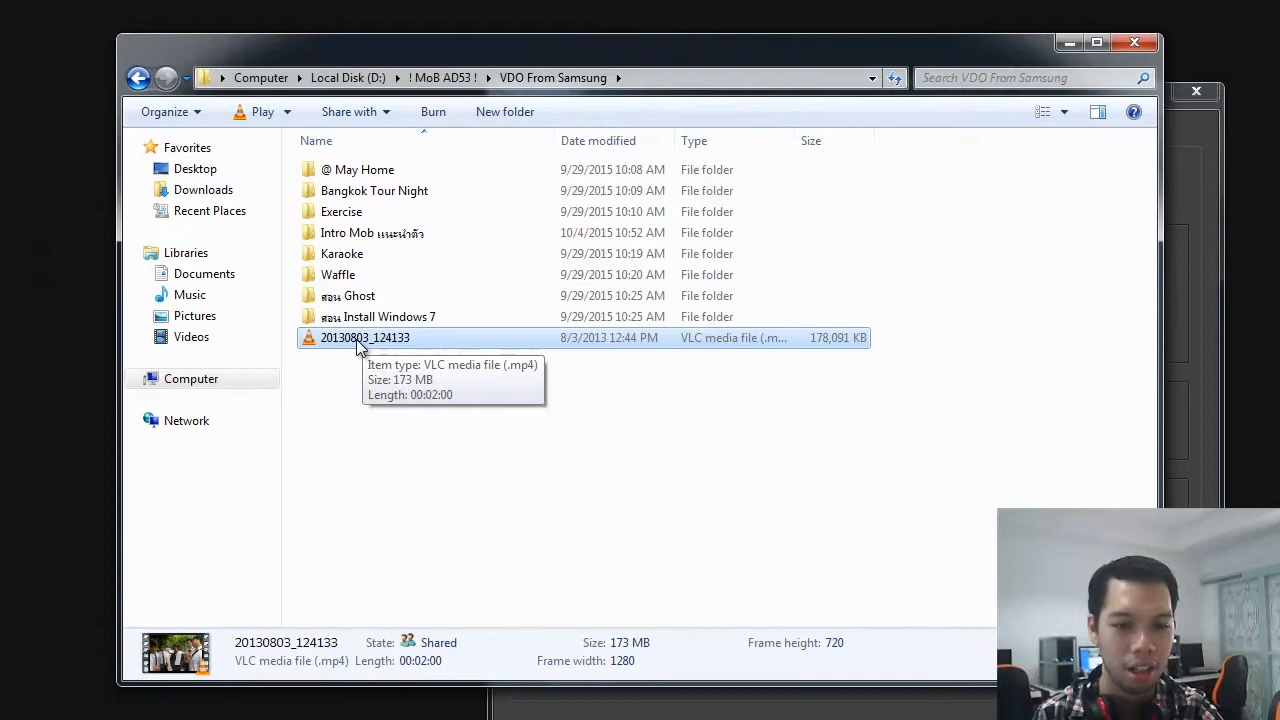 Computer Local Disk (D:) ! MoB AD53 ! VDO From Samsung Search VDO From Samsung
Organize Play Share with Burn New folder
Favorites
Desktop
Downloads
Recent Places
Libraries
Documents
Music
Pictures
Videos
Computer
Network
Name Date modified Type Size
@ May Home 9/29/2015 10:08 AM File folder
Bangkok Tour Night 9/29/2015 10:09 AM File folder
Exercise 9/29/2015 10:10 AM File folder
Intro Mob แนะนำตัว 10/4/2015 10:52 AM File folder
Karaoke 9/29/2015 10:19 AM File folder
Waffle 9/29/2015 10:20 AM File folder
สอน Ghost 9/29/2015 10:25 AM File folder
สอน Install Windows 7 9/29/2015 10:25 AM File folder
20130803_124133 8/3/2013 12:44 PM VLC media file (.m... 178,091 KB
Item type: VLC media file (.mp4)
Size: 173 MB
Length: 00:02:00
20130803_124133 State: Shared Size: 173 MB Frame height: 720
VLC media file (.mp4) Length: 00:02:00 Frame width: 1280